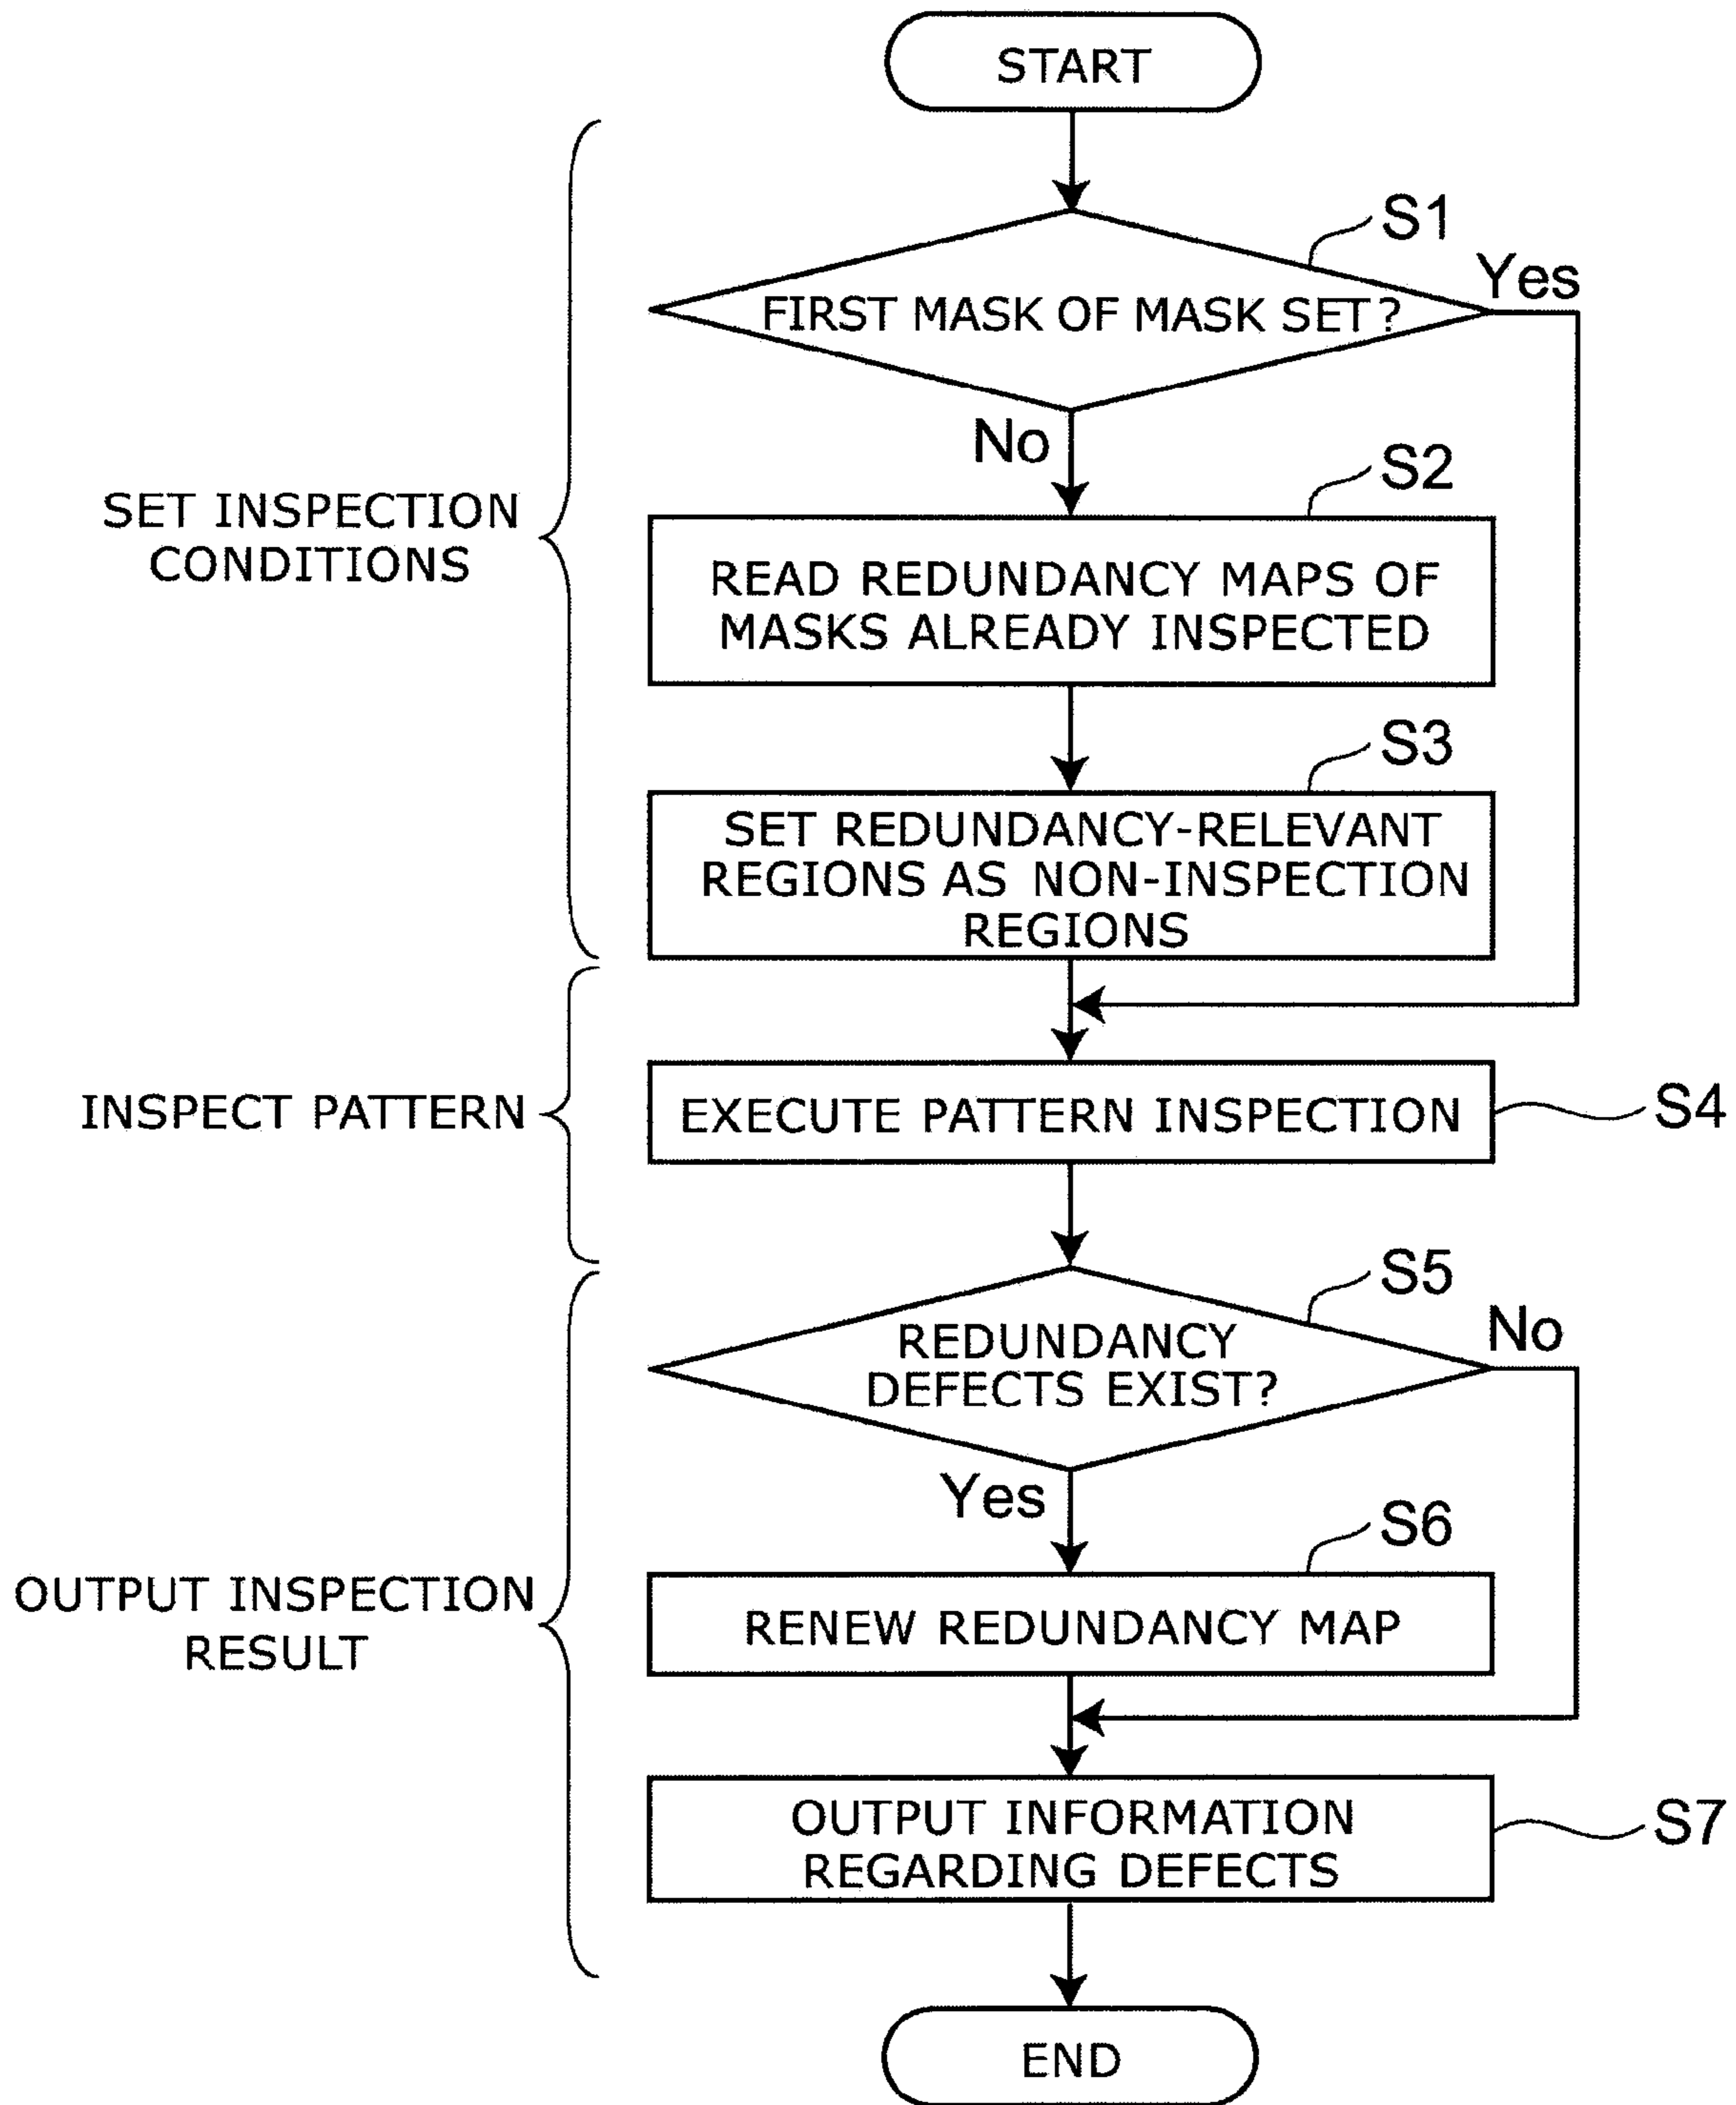 START
S1
Yes
FIRST MASK OF MASK SET?
No
S2
SET INSPECTION
CONDITIONS
READ REDUNDANCY MAPS OF
MASKS ALREADY INSPECTED
S3
SET REDUNDANCY-RELEVANT
REGIONS AS NON-INSPECTION
REGIONS
INSPECT PATTERN
EXECUTE PATTERN INSPECTION
S4
S5
No
REDUNDANCY
DEFECTS EXIST?
Yes
S6
OUTPUT INSPECTION
RESULT
RENEW REDUNDANCY MAP
OUTPUT INFORMATION
REGARDING DEFECTS
S7
END